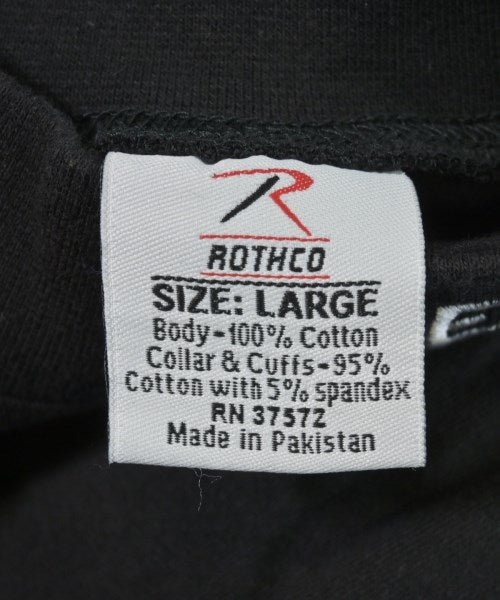 R
ROTHCO
SIZE: LARGE
Body-100% Cotton
Collar & Cuffs-95%
Cotton with 5% spandex
RN 37572
Made in Pakistan